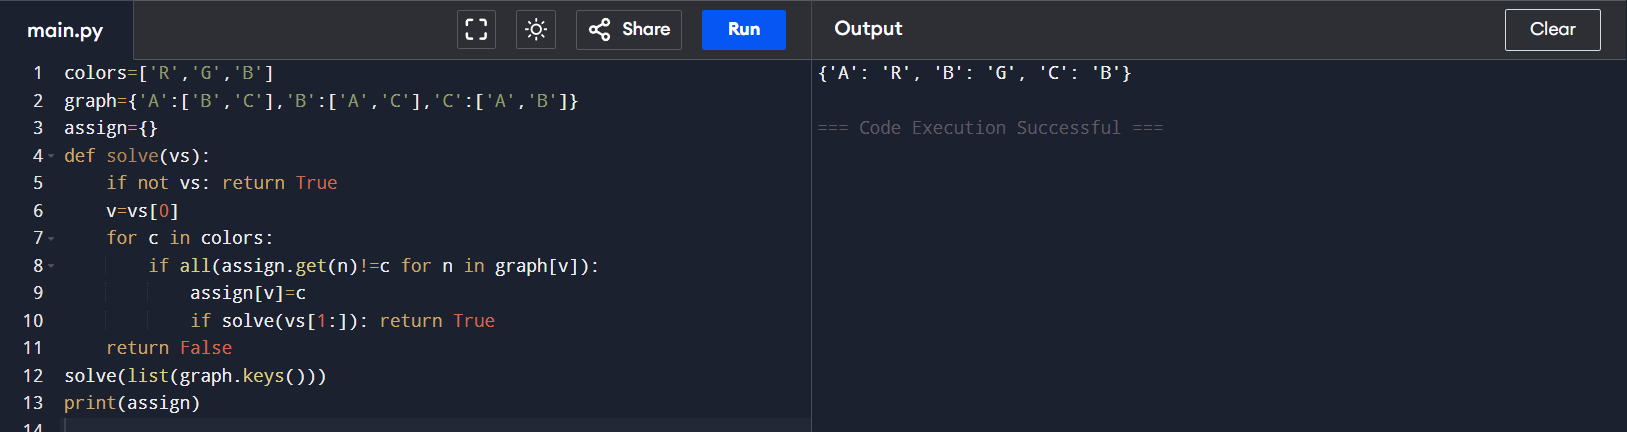 main.py
Share
Run
Output
Clear
1 colors=['R','G','B']
2 graph={'A':['B','C'],'B':['A','C'],'C':['A','B']}
3 assign={}
4 def solve(vs):
5     if not vs: return True
6     v=vs[0]
7     for c in colors:
8         if all(assign.get(n)!=c for n in graph[v]):
9             assign[v]=c
10             if solve(vs[1:]): return True
11     return False
12 solve(list(graph.keys()))
13 print(assign)
14
{'A': 'R', 'B': 'G', 'C': 'B'}
=== Code Execution Successful ===